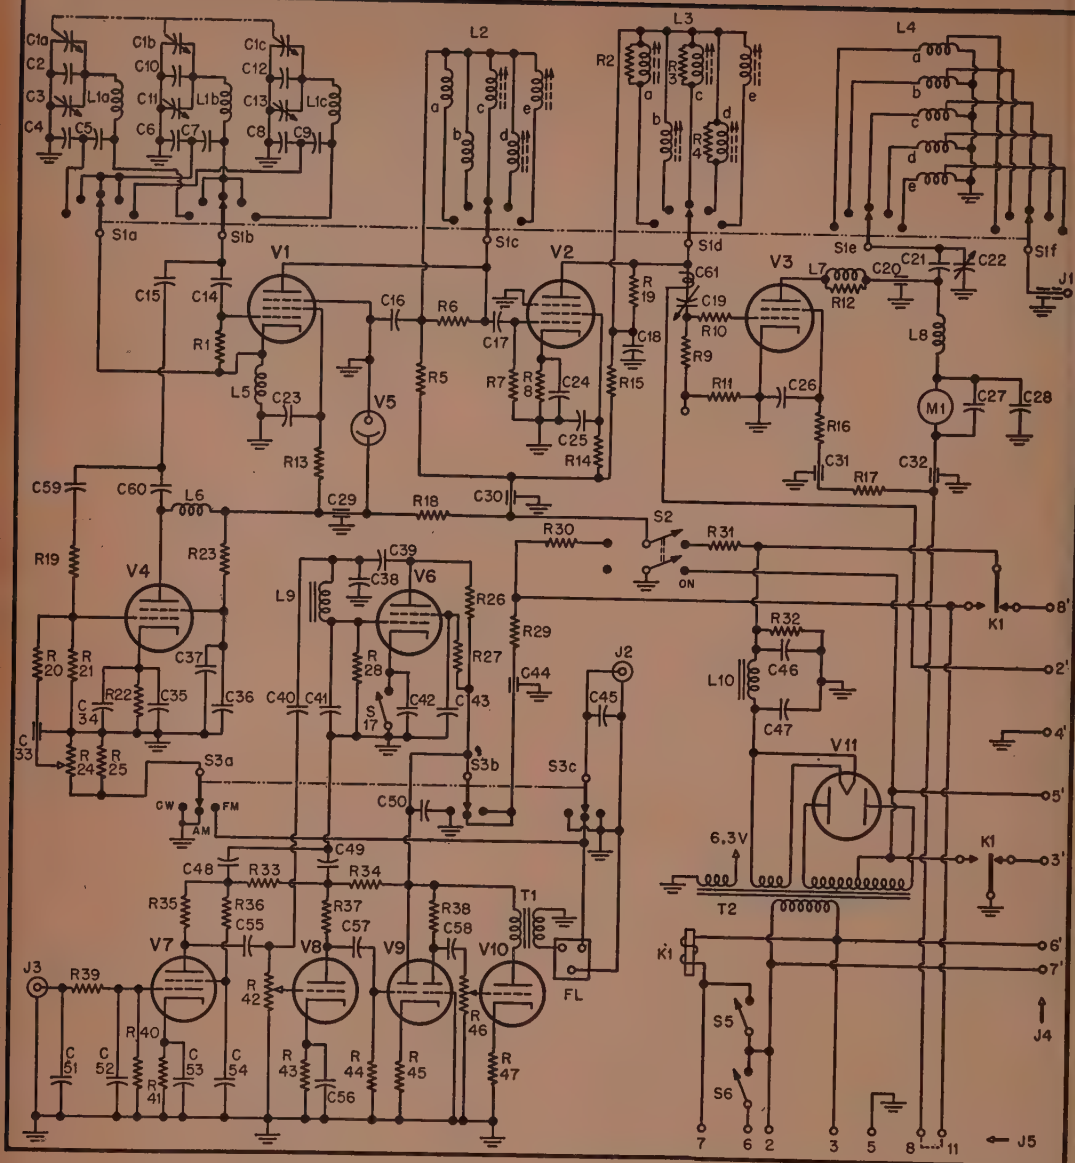 L2
L3
L4
C1a
C1b
C1c
C2
C10
C12
R2
R3
a
b
c
d
e
C3
L1a
C11
L1b
C13
L1c
a
c
e
a
c
e
b
d
b
R4
d
C4
C5
C6
C7
C8
C9
S1a
S1b
S1c
S1d
S1e
S1f
V1
V2
C61
V3
L7
C20
C21
C22
J1
C15
C14
C16
R6
R19
C19
R12
R10
R1
C17
C18
R9
L8
L5
C23
R5
R7
R8
C24
R15
R11
C26
M1
C27
C28
V5
C25
R13
R14
R16
C31
C32
R17
C59
C60
L6
C29
R18
C30
S2
R30
R31
ON
R19
R23
C39
V4
C38
V6
L9
R26
R29
J2
K1
8'
R32
R20
R21
C37
R28
R27
C46
2'
L10
C34
R22
C35
C36
C40
C41
S17
C42
C43
C44
C45
C47
C33
4'
R24
R25
S3a
S3b
S3c
V11
CW
AM
FM
C50
5'
6.3V
K1
3'
C48
C49
R33
R34
T1
T2
R35
R36
R37
R38
C55
C57
C58
V7
V8
V9
V10
K1
6'
7'
J3
R39
R42
R46
FL
S5
J4
R40
R43
R44
R45
R47
C51
C52
R41
C53
C54
C56
S6
7
6
2
3
5
8
11
J5